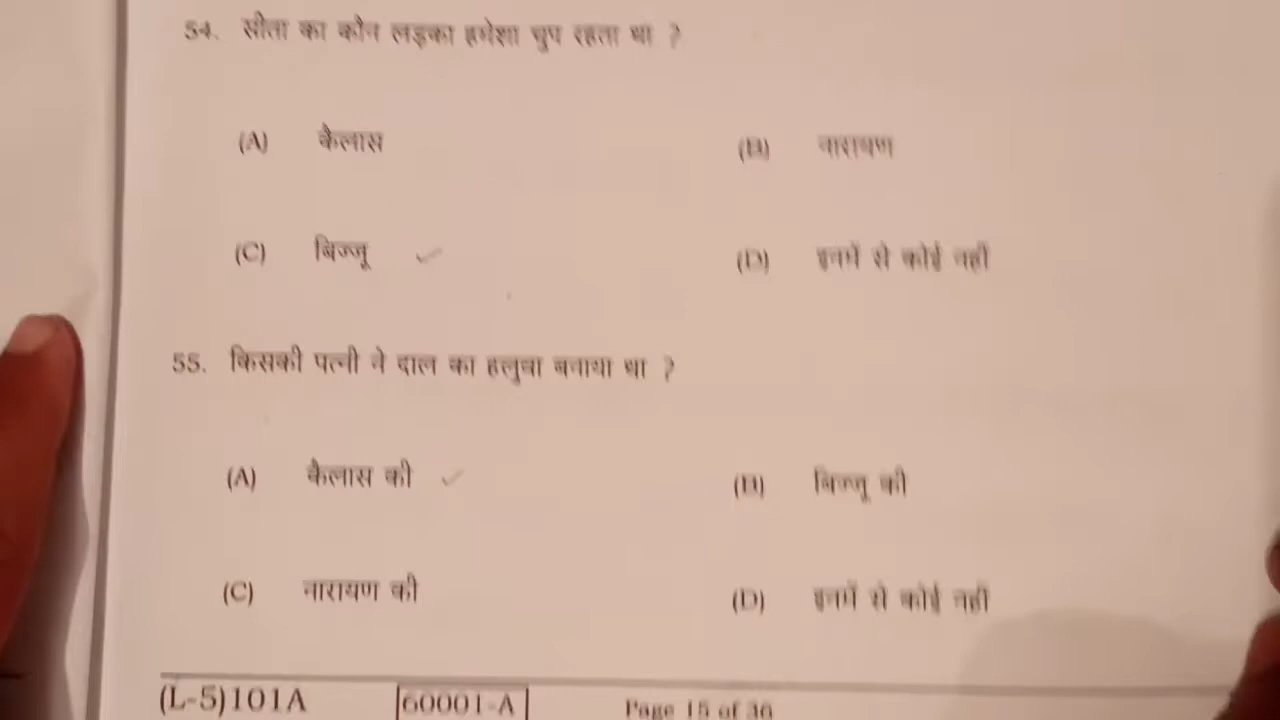 54. सीता का कौन लड़का हमेशा चुप रहता था ?
(A) कैलास (B) नारायण
(C) बिज्जू (D) इनमें से कोई नहीं
55. किसकी पत्नी ने दाल का हलुवा बनाया था ?
(A) कैलास की (B) बिज्जू की
(C) नारायण की (D) इनमें से कोई नहीं
(L-5)101A 60001-A Page 15 of 36